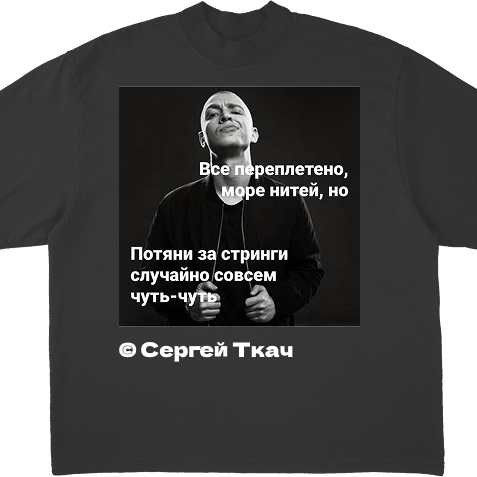 Все переплетено,
море нитей, но
Потяни за стринги
случайно совсем
чуть-чуть
© Сергей Ткач